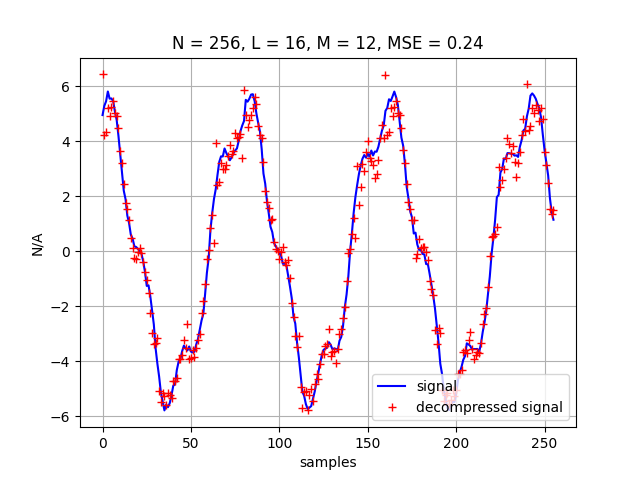 N = 256, L = 16, M = 12, MSE = 0.24
6
4
2
0
−2
−4
−6
N/A
0
50
100
150
200
250
samples
signal
decompressed signal